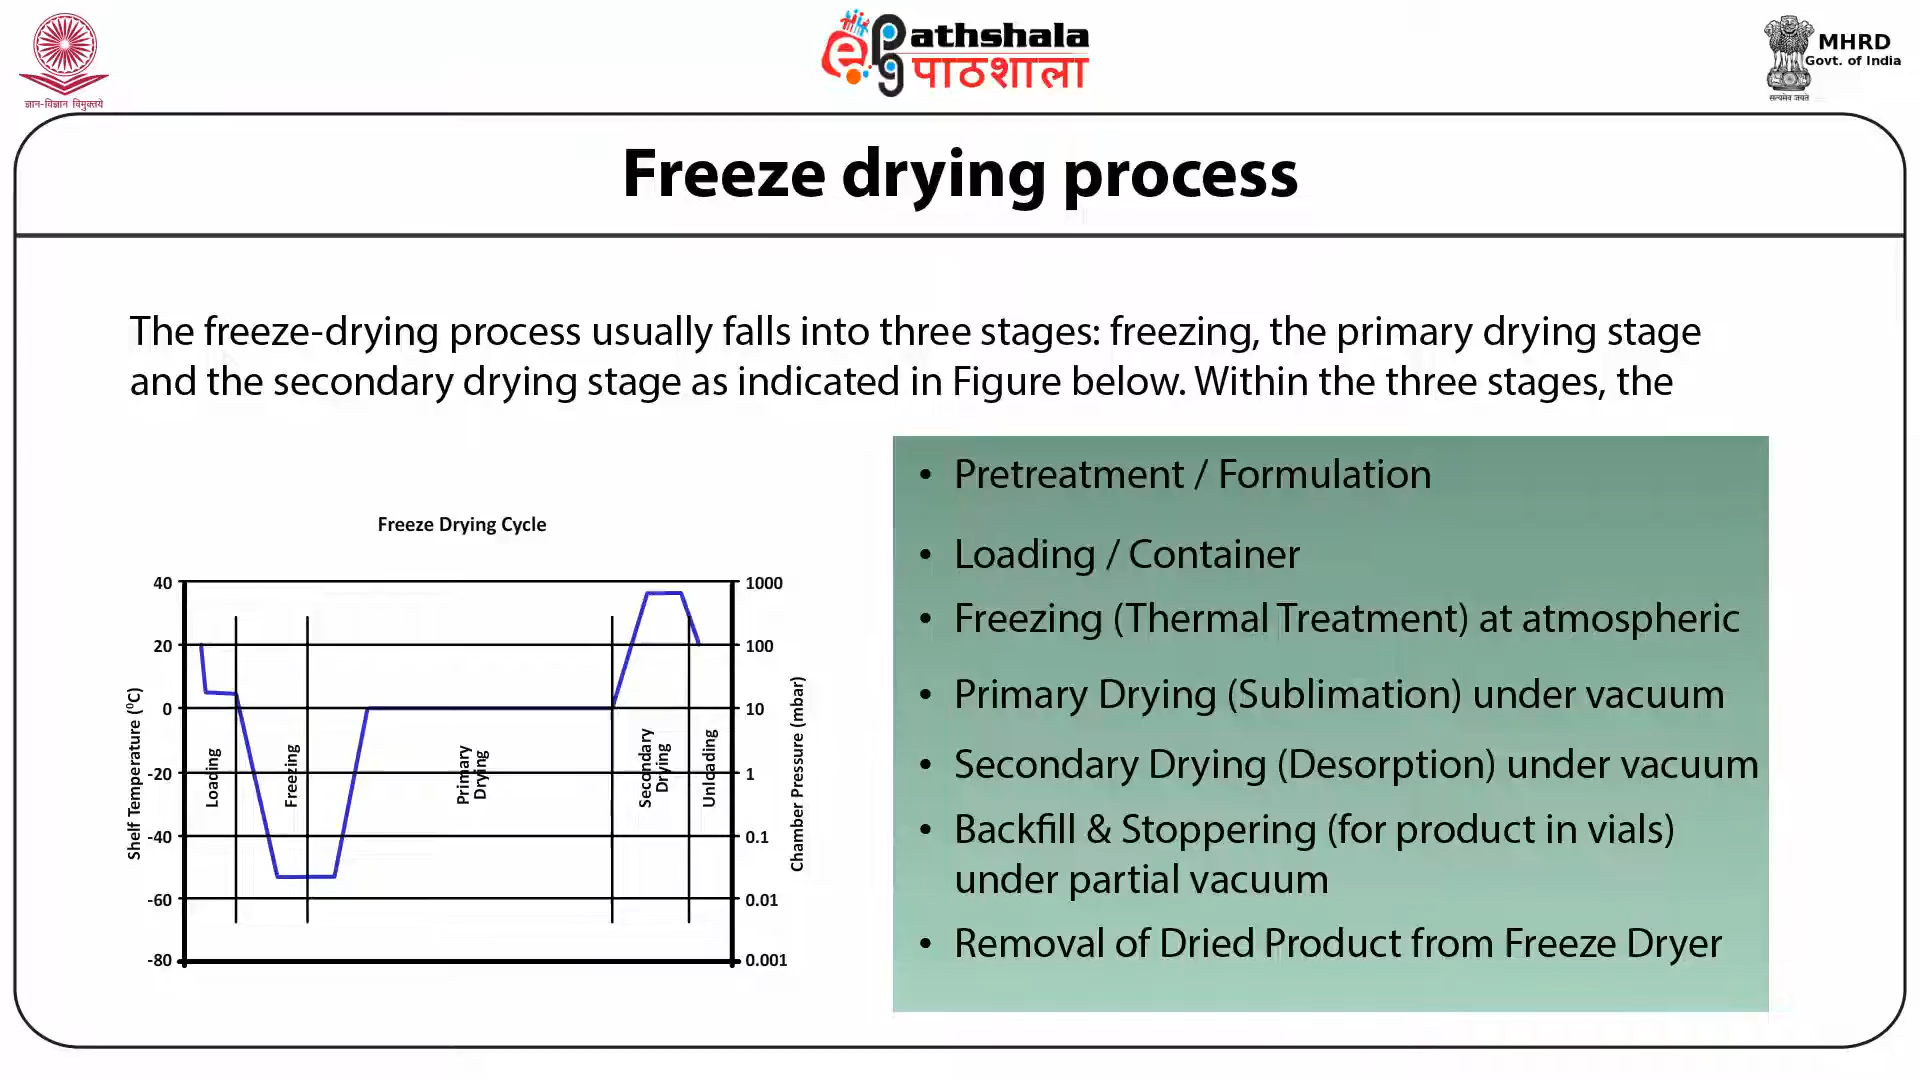 ज्ञान-विज्ञान विमुक्तये
ePathshala
पाठशाला
MHRD
Govt. of India
सत्यमेव जयते
Freeze drying process
The freeze-drying process usually falls into three stages: freezing, the primary drying stage
and the secondary drying stage as indicated in Figure below. Within the three stages, the
Freeze Drying Cycle
40
20
0
-20
-40
-60
-80
Shelf Temperature (⁰C)
Loading
Freezing
Primary
Drying
Secondary
Drying
Unloading
1000
100
10
1
0.1
0.01
0.001
Chamber Pressure (mbar)
• Pretreatment / Formulation
• Loading / Container
• Freezing (Thermal Treatment) at atmospheric
• Primary Drying (Sublimation) under vacuum
• Secondary Drying (Desorption) under vacuum
• Backfill & Stoppering (for product in vials)
under partial vacuum
• Removal of Dried Product from Freeze Dryer